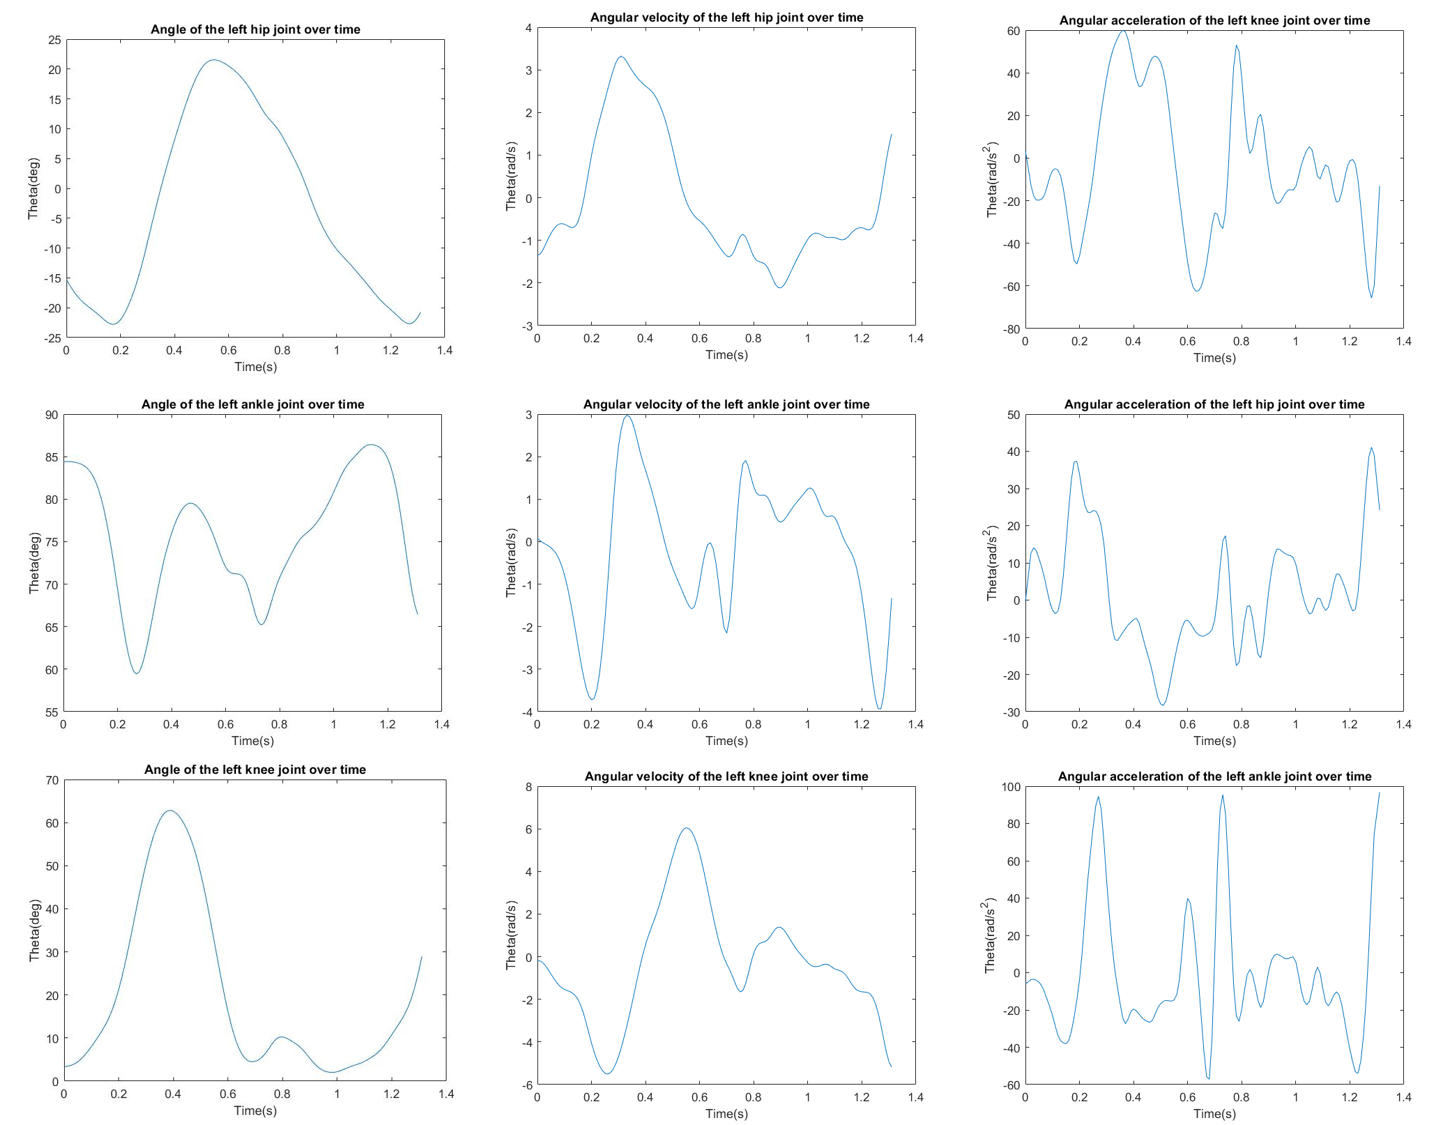 Angle of the left hip joint over time
25
20
15
10
5
0
-5
-10
-15
-20
-25
Theta(deg)
0 0.2 0.4 0.6 0.8 1 1.2 1.4
Time(s)
Angular velocity of the left hip joint over time
4
3
2
1
0
-1
-2
-3
Theta(rad/s)
0 0.2 0.4 0.6 0.8 1 1.2 1.4
Time(s)
Angular acceleration of the left knee joint over time
60
40
20
0
-20
-40
-60
-80
Theta(rad/s²)
0 0.2 0.4 0.6 0.8 1 1.2 1.4
Time(s)
Angle of the left ankle joint over time
90
85
80
75
70
65
60
55
Theta(deg)
0 0.2 0.4 0.6 0.8 1 1.2 1.4
Time(s)
Angular velocity of the left ankle joint over time
3
2
1
0
-1
-2
-3
-4
Theta(rad/s)
0 0.2 0.4 0.6 0.8 1 1.2 1.4
Time(s)
Angular acceleration of the left hip joint over time
50
40
30
20
10
0
-10
-20
-30
Theta(rad/s²)
0 0.2 0.4 0.6 0.8 1 1.2 1.4
Time(s)
Angle of the left knee joint over time
70
60
50
40
30
20
10
0
Theta(deg)
0 0.2 0.4 0.6 0.8 1 1.2 1.4
Time(s)
Angular velocity of the left knee joint over time
8
6
4
2
0
-2
-4
-6
Theta(rad/s)
0 0.2 0.4 0.6 0.8 1 1.2 1.4
Time(s)
Angular acceleration of the left ankle joint over time
100
80
60
40
20
0
-20
-40
-60
Theta(rad/s²)
0 0.2 0.4 0.6 0.8 1 1.2 1.4
Time(s)